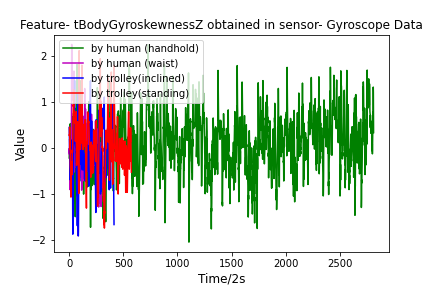 Feature- tBodyGyroskewnessZ obtained in sensor- Gyroscope Data
by human (handhold)
by human (waist)
by trolley(inclined)
by trolley(standing)
Value
2
1
0
−1
−2
0 500 1000 1500 2000 2500
Time/2s